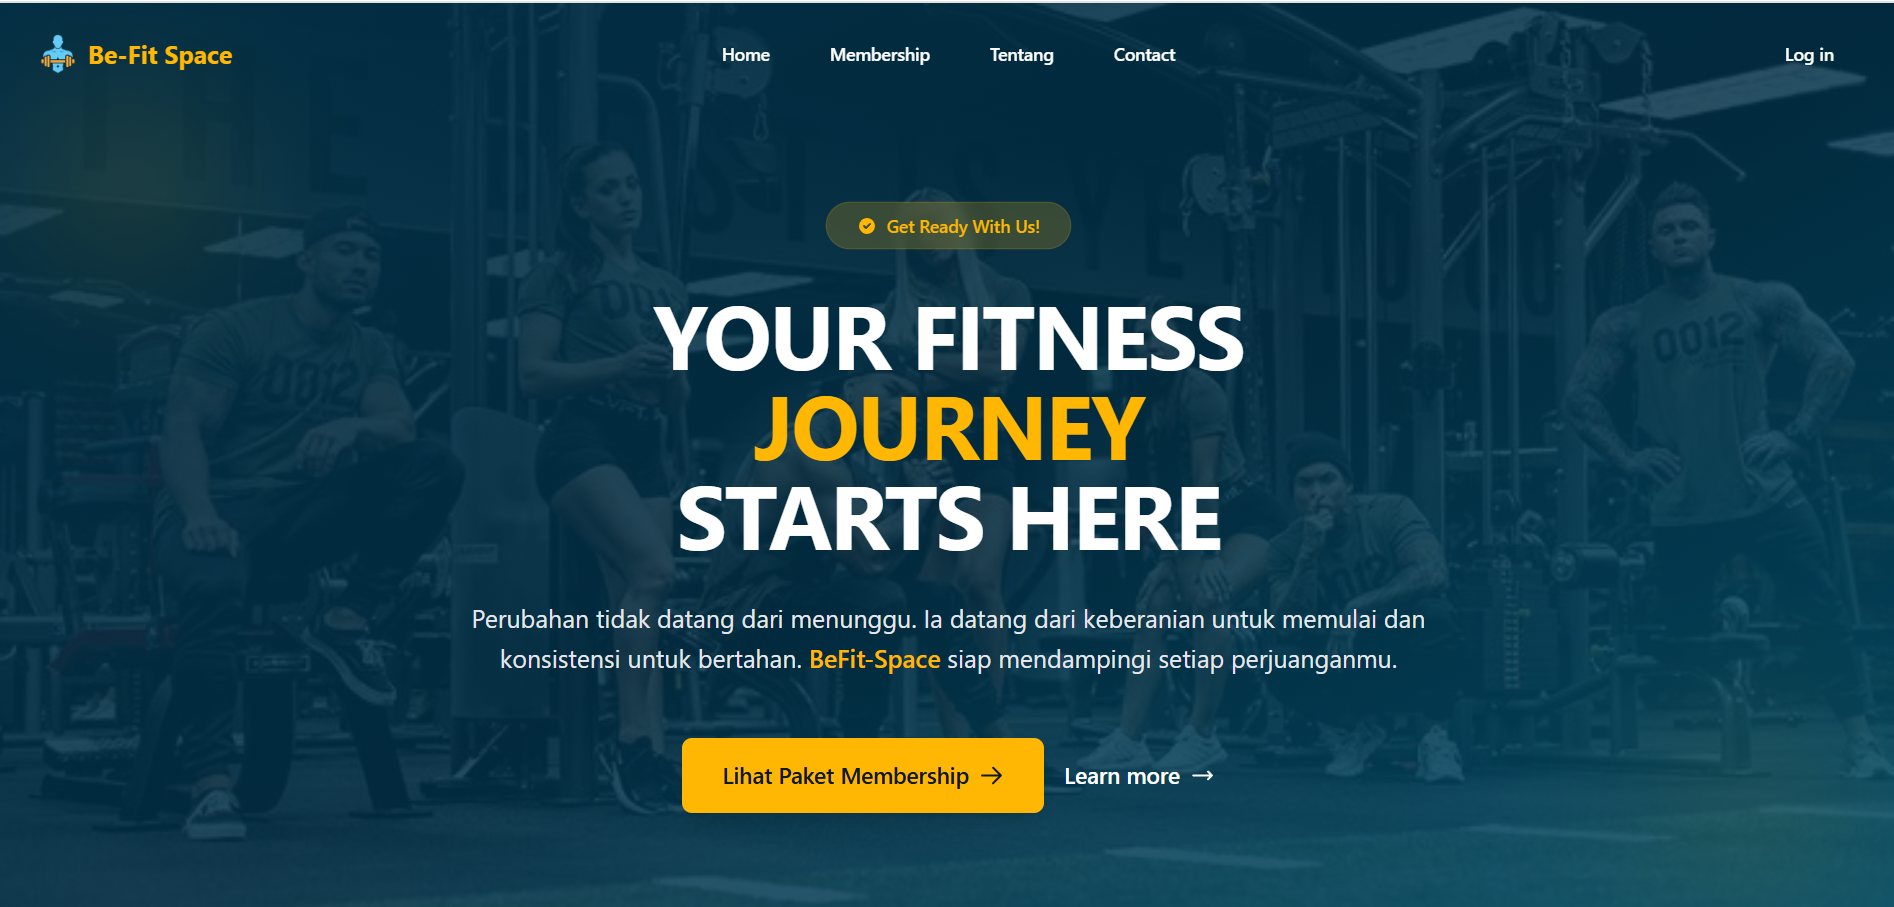 Be-Fit Space
Home Membership Tentang Contact
Log in
Get Ready With Us!
YOUR FITNESS
JOURNEY
STARTS HERE
Perubahan tidak datang dari menunggu. Ia datang dari keberanian untuk memulai dan
konsistensi untuk bertahan. BeFit-Space siap mendampingi setiap perjuanganmu.
Lihat Paket Membership →
Learn more →
0012
0012